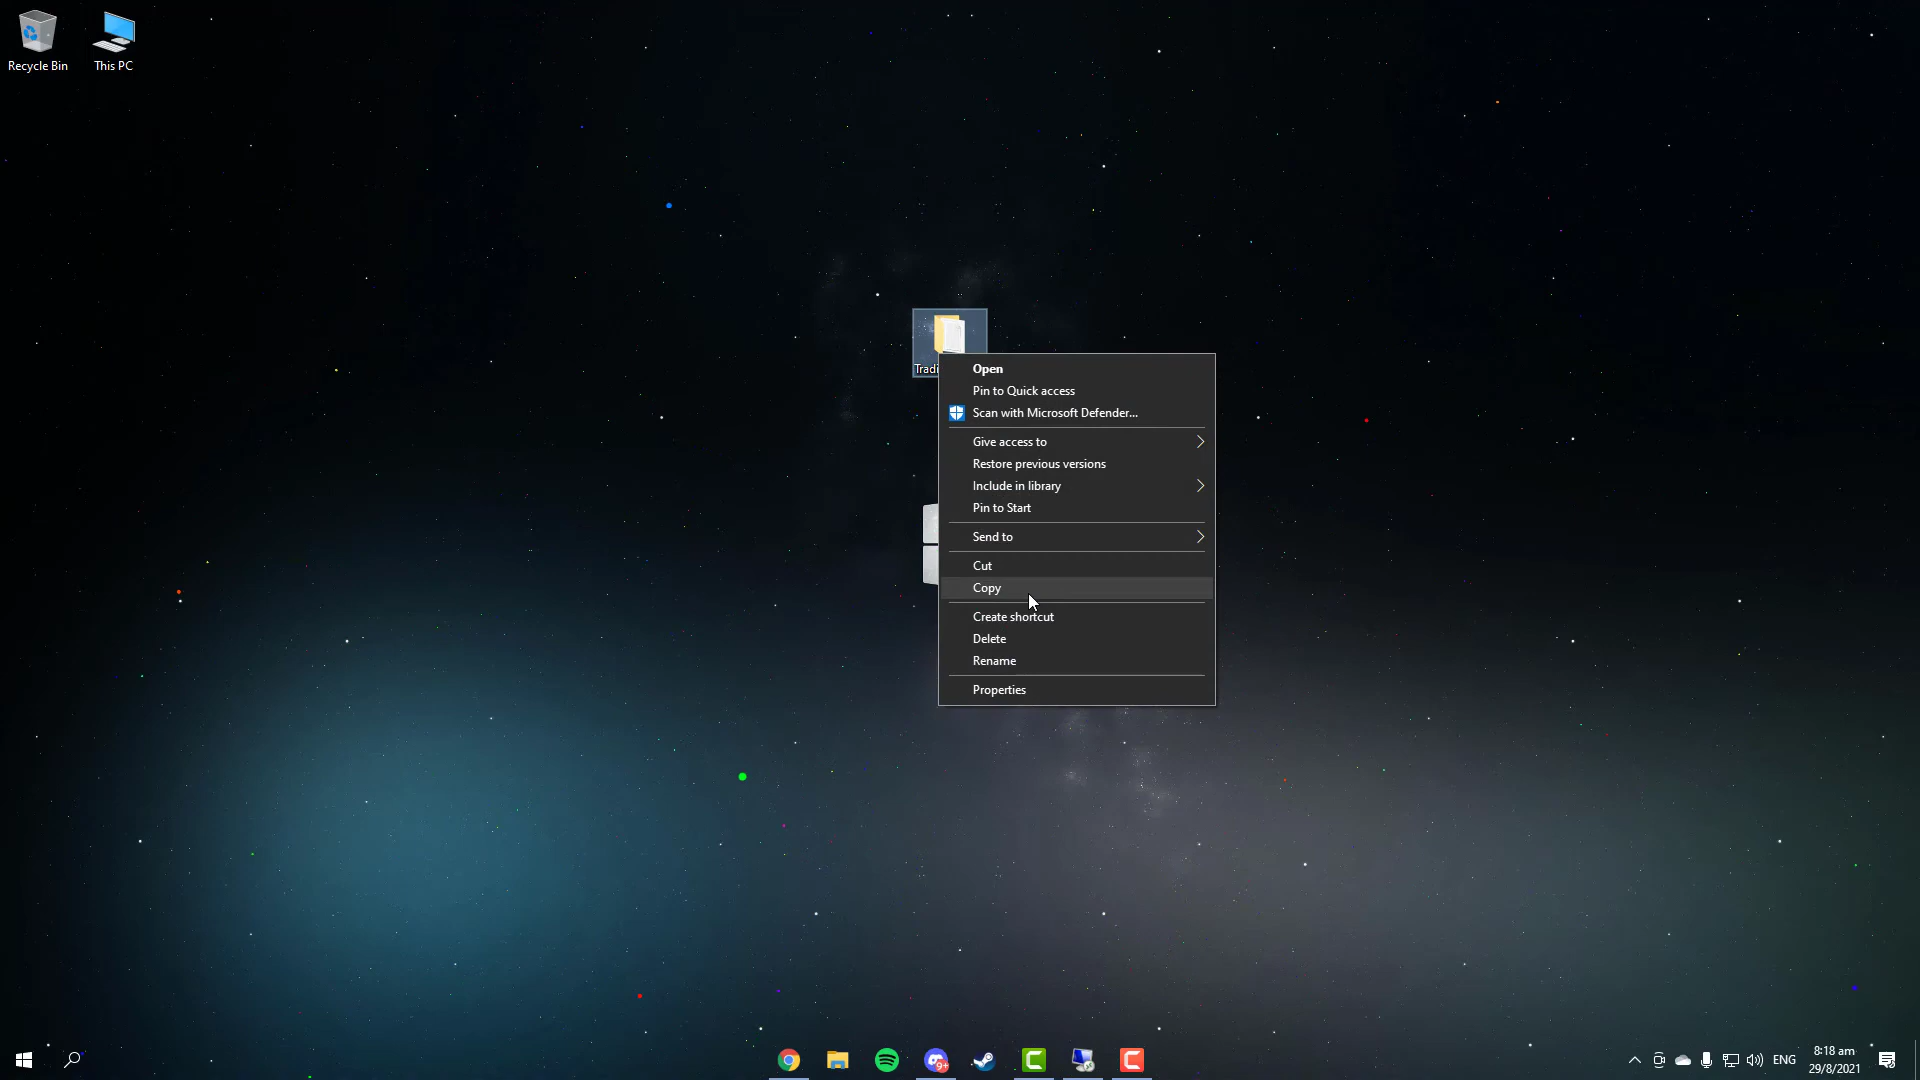 Recycle Bin
This PC
Open
Pin to Quick access
Scan with Microsoft Defender...
Give access to
Restore previous versions
Include in library
Pin to Start
Send to
Cut
Copy
Create shortcut
Delete
Rename
Properties
9+
ENG
8:18 am
29/8/2021